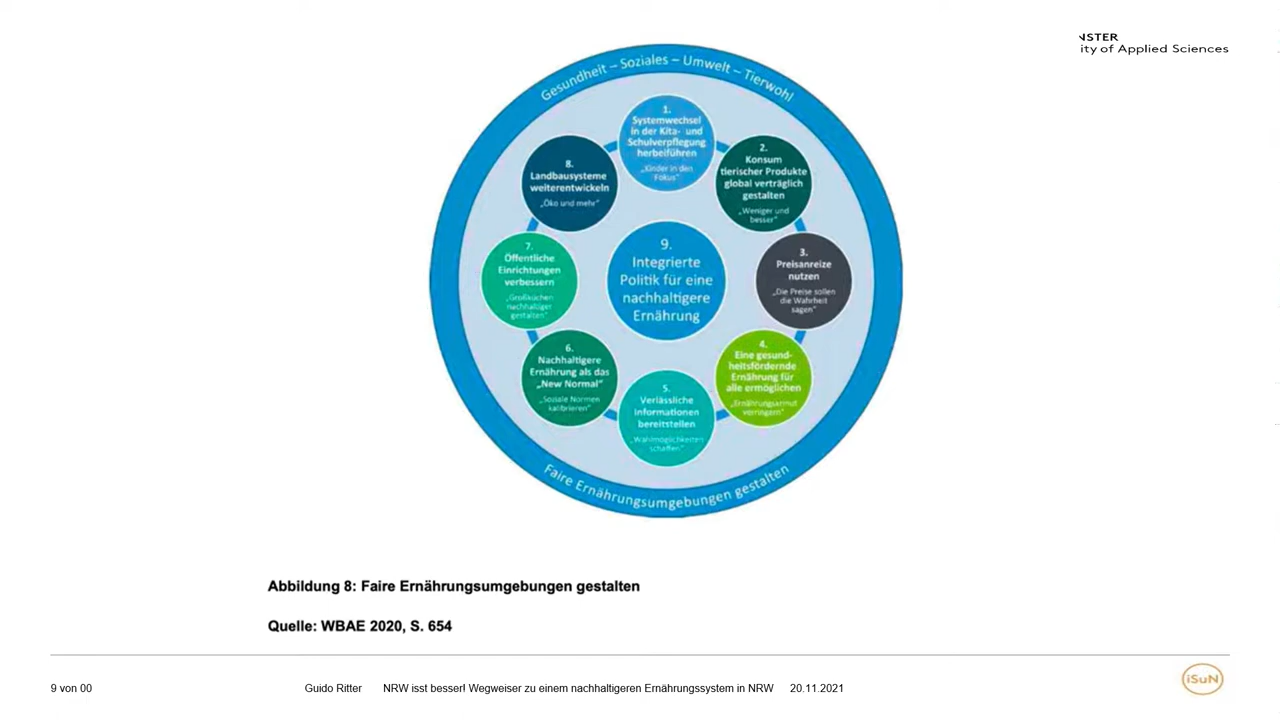 NSTER
ity of Applied Sciences
Gesundheit – Soziales – Umwelt – Tierwohl
1.
Systemwechsel
in der Kita- und
Schulverpflegung
herbeiführen
„Kinder in den
Fokus"
2.
Konsum
tierischer Produkte
global verträglich
gestalten
„Weniger und
besser"
3.
Preisanreize
nutzen
„Die Preise sollen
die Wahrheit
sagen"
4.
Eine gesund-
heitsfördernde
Ernährung für
alle ermöglichen
„Ernährungsarmut
verringern"
5.
Verlässliche
Informationen
bereitstellen
„Wahlmöglichkeiten
schaffen"
6.
Nachhaltigere
Ernährung als das
„New Normal"
„Soziale Normen
kalibrieren"
7.
Öffentliche
Einrichtungen
verbessern
„Großküchen
nachhaltiger
gestalten"
8.
Landbausysteme
weiterentwickeln
„Öko und mehr"
9.
Integrierte
Politik für eine
nachhaltigere
Ernährung
Faire Ernährungsumgebungen gestalten
Abbildung 8: Faire Ernährungsumgebungen gestalten
Quelle: WBAE 2020, S. 654
9 von 00
Guido Ritter NRW isst besser! Wegweiser zu einem nachhaltigeren Ernährungssystem in NRW 20.11.2021
iSuN